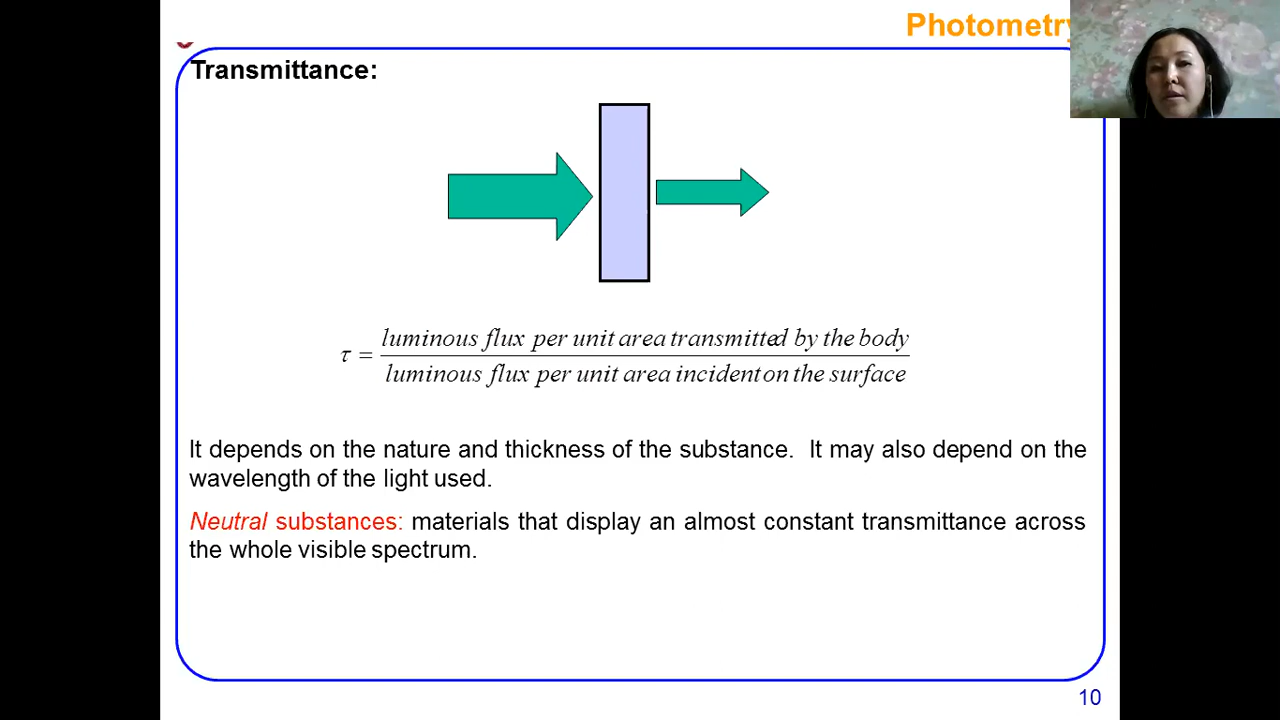 Photometry
Transmittance:
τ = luminous flux per unit area transmitted by the body
luminous flux per unit area incident on the surface
It depends on the nature and thickness of the substance. It may also depend on the
wavelength of the light used.
Neutral substances: materials that display an almost constant transmittance across
the whole visible spectrum.
10